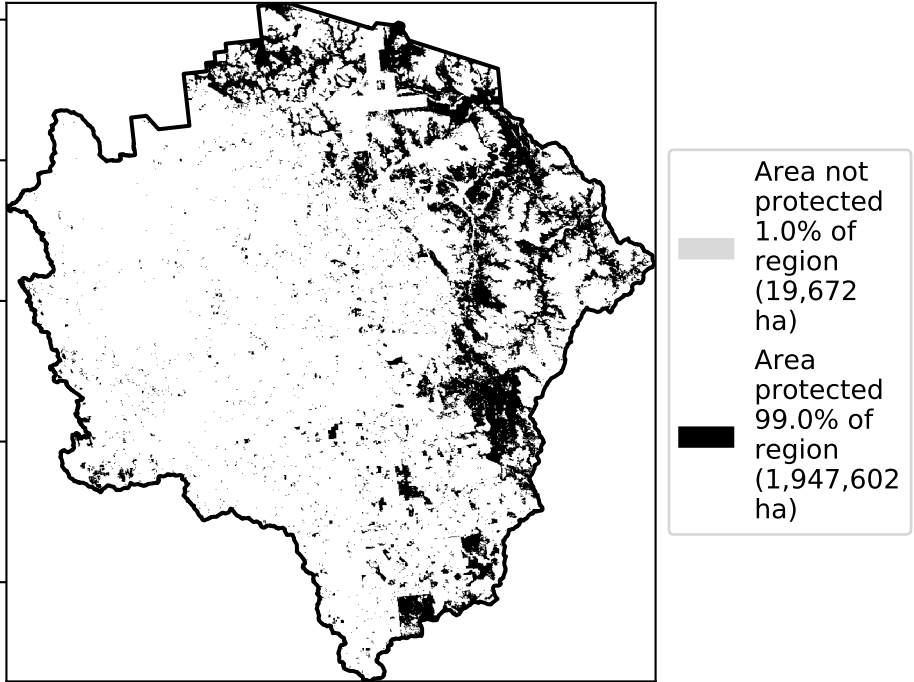 Area not
protected
1.0% of
region
(19,672
ha)
Area
protected
99.0% of
region
(1,947,602
ha)